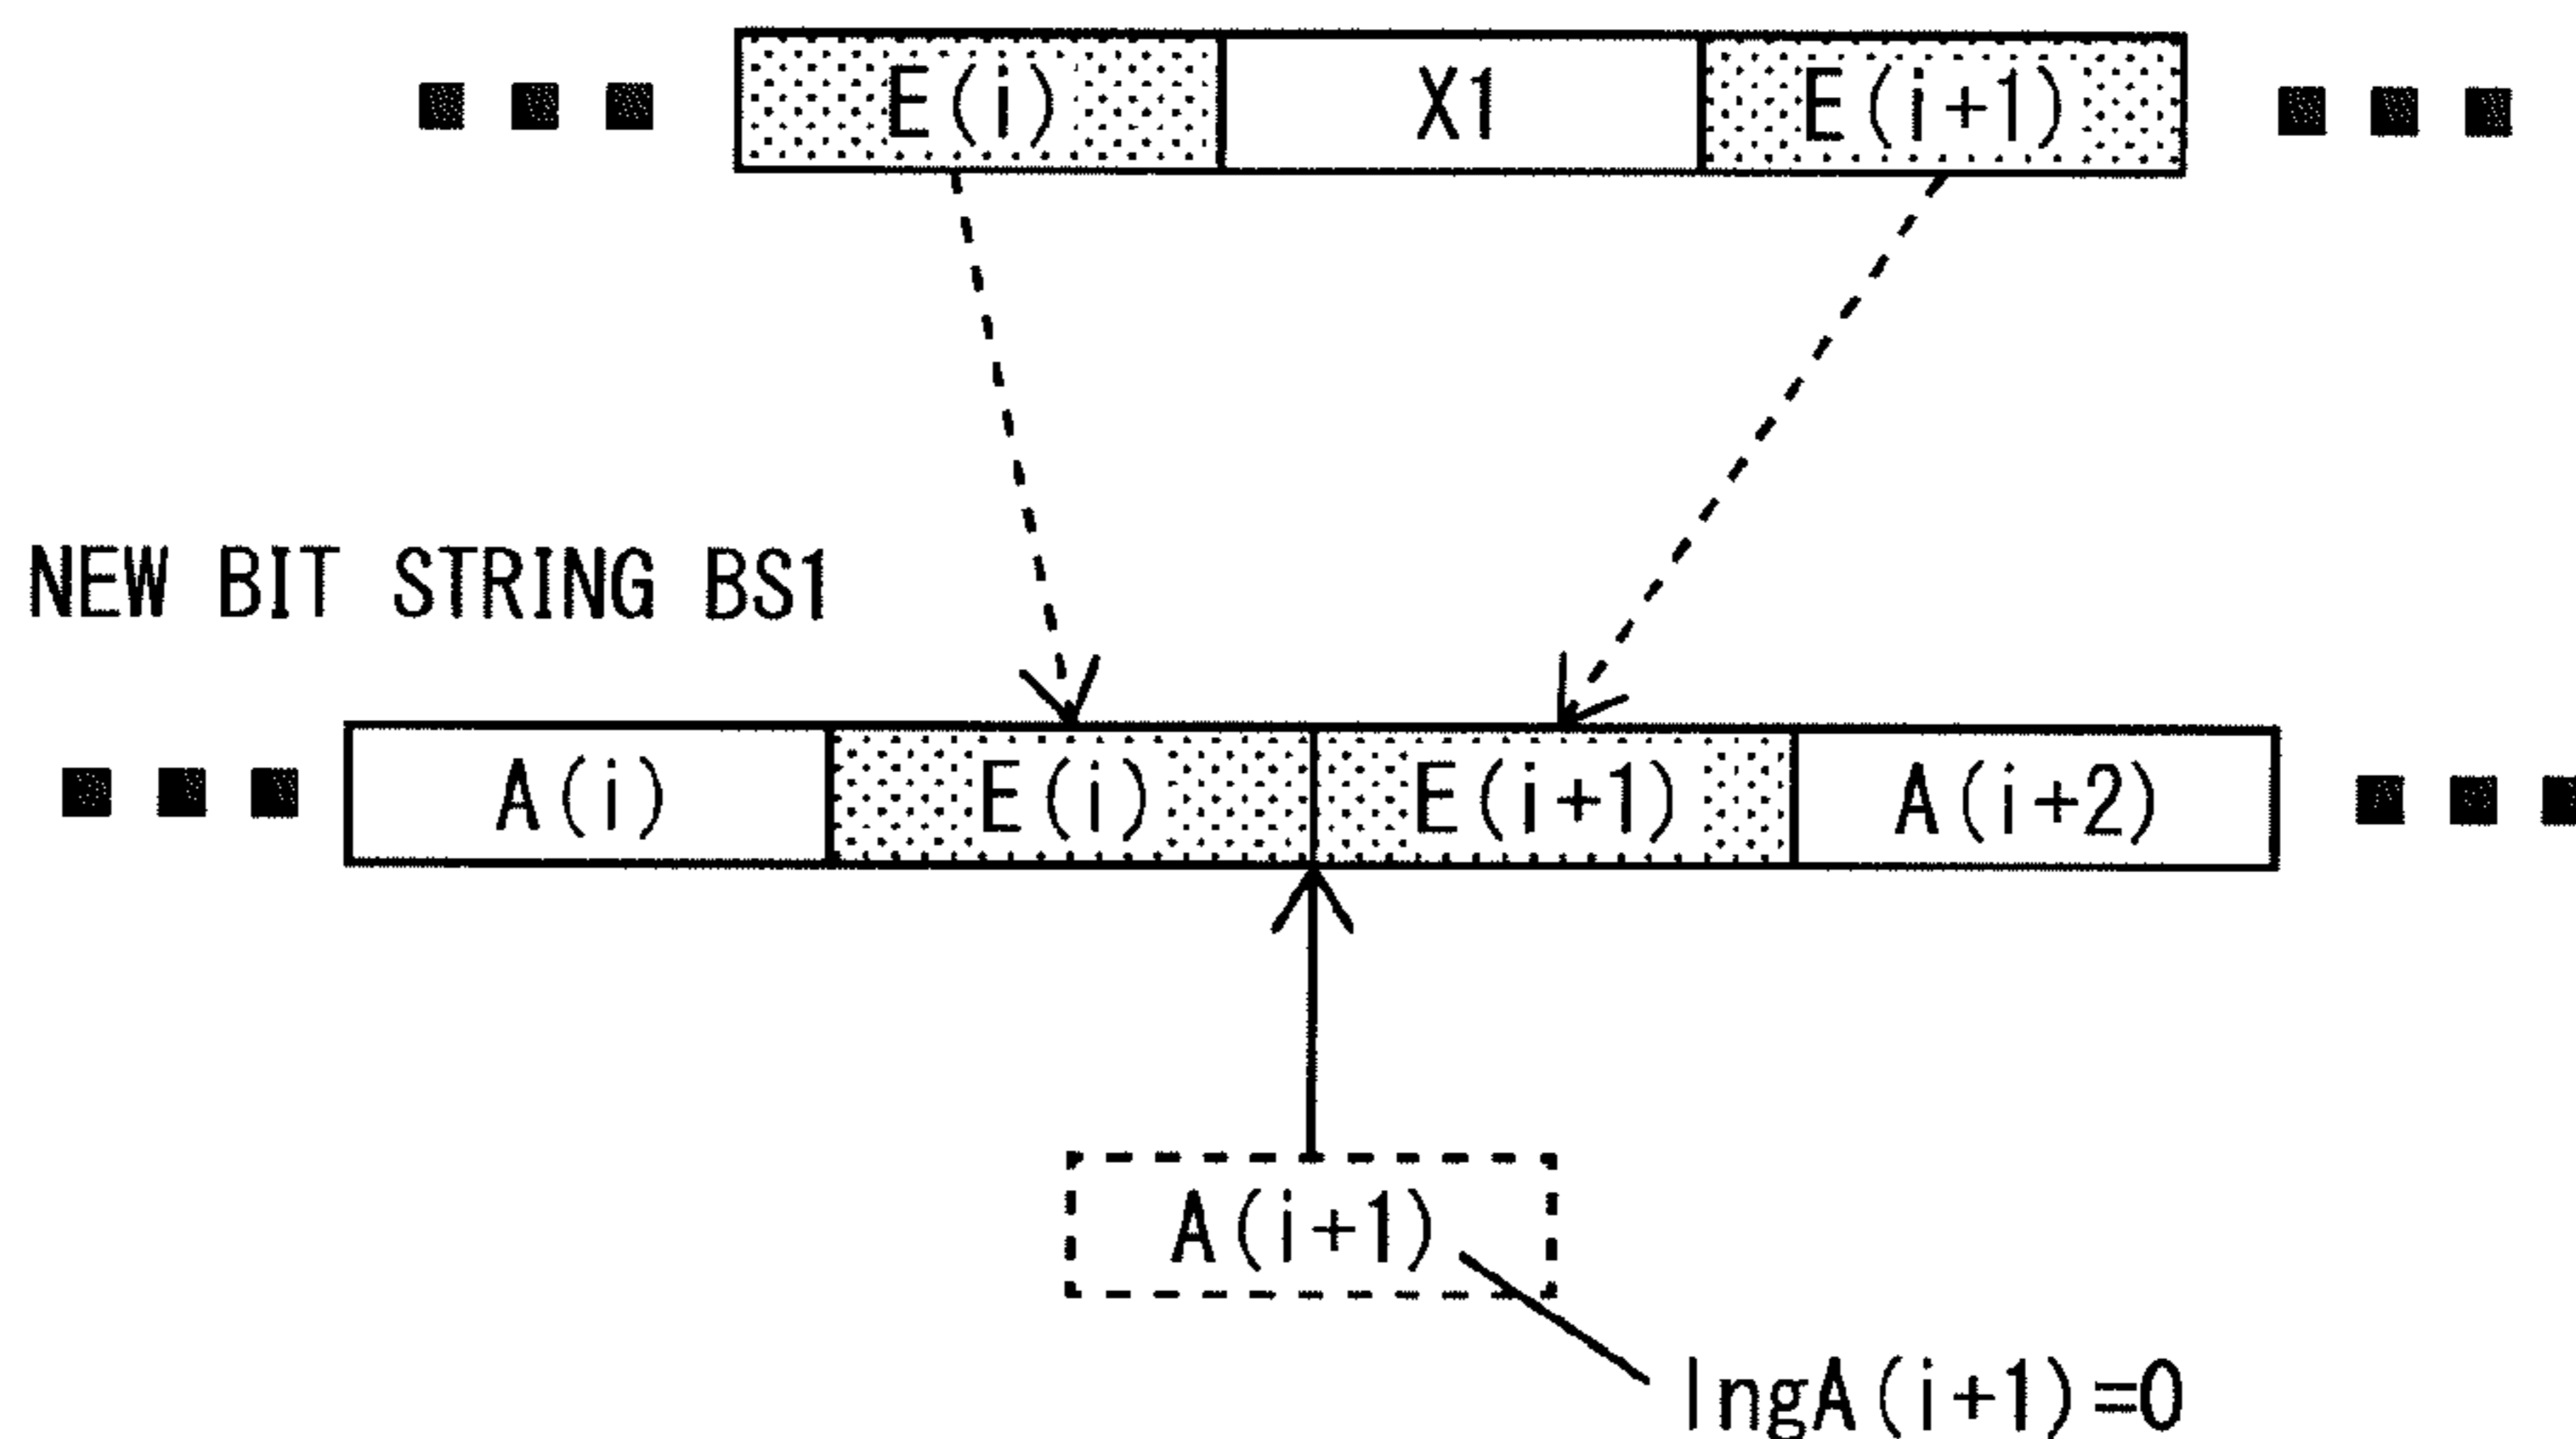 E(i) X1 E(i+1)
NEW BIT STRING BS1
A(i) E(i) E(i+1) A(i+2)
A(i+1)
lngA(i+1)=0